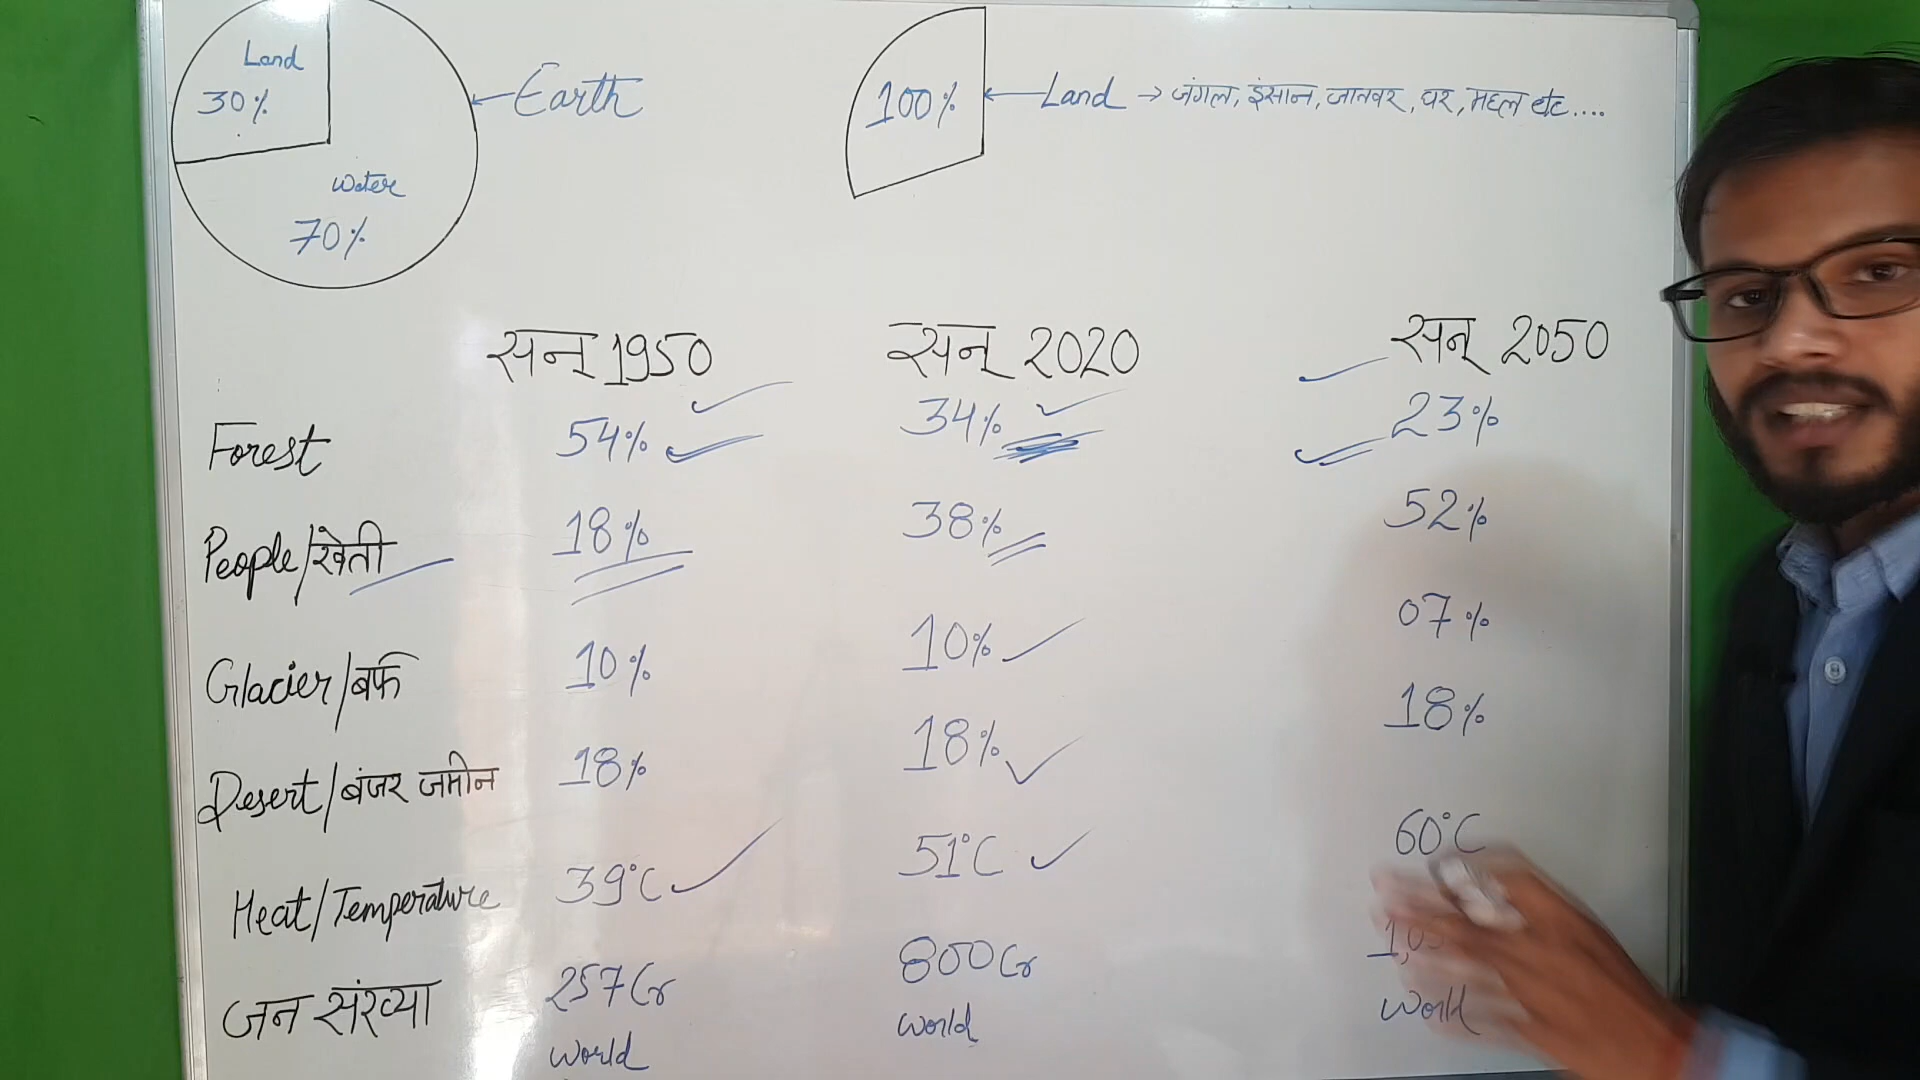 Land
30%
Water
70%
Earth
100%
Land → जंगल, इंसान, जानवर, घर, महल etc....
सन् 1950 सन् 2020 सन् 2050
Forest 54% 34% 23%
People/खेती 18% 38% 52%
Glacier/बर्फ 10% 10% 07%
Desert/बंजर जमीन 18% 18% 18%
Heat/Temperature 39°C 51°C 60°C
जन संख्या 257Cr 800Cr
World World World